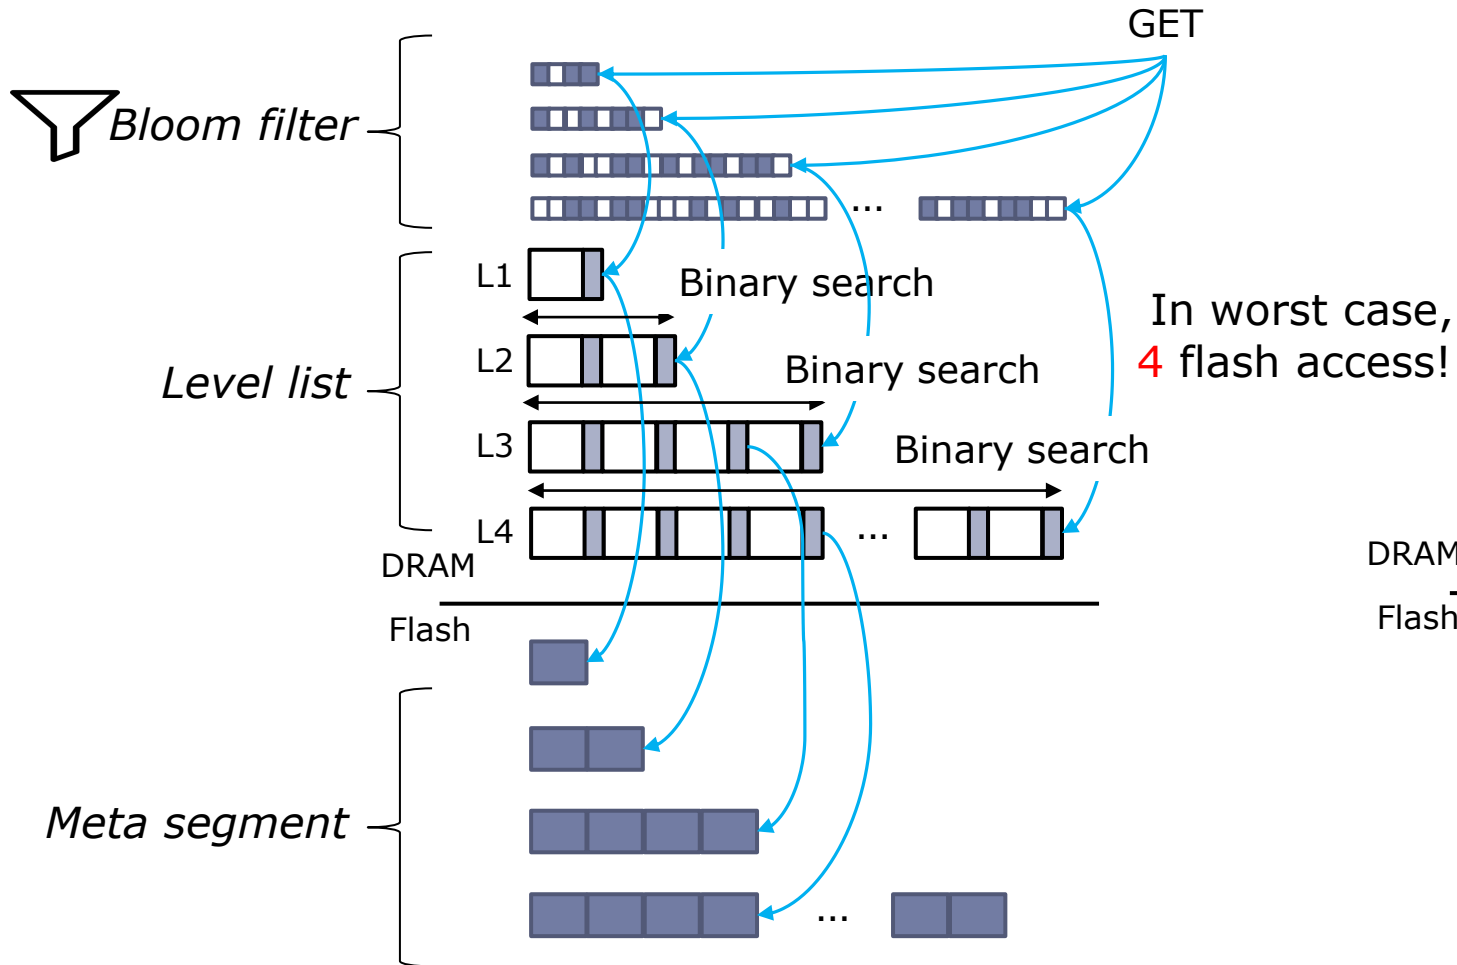 GET
Bloom filter
...
L1
Binary search
L2
Binary search
Level list
L3
Binary search
L4
...
In worst case,
4 flash access!
DRAM
Flash
DRAM
Flash
Meta segment
...